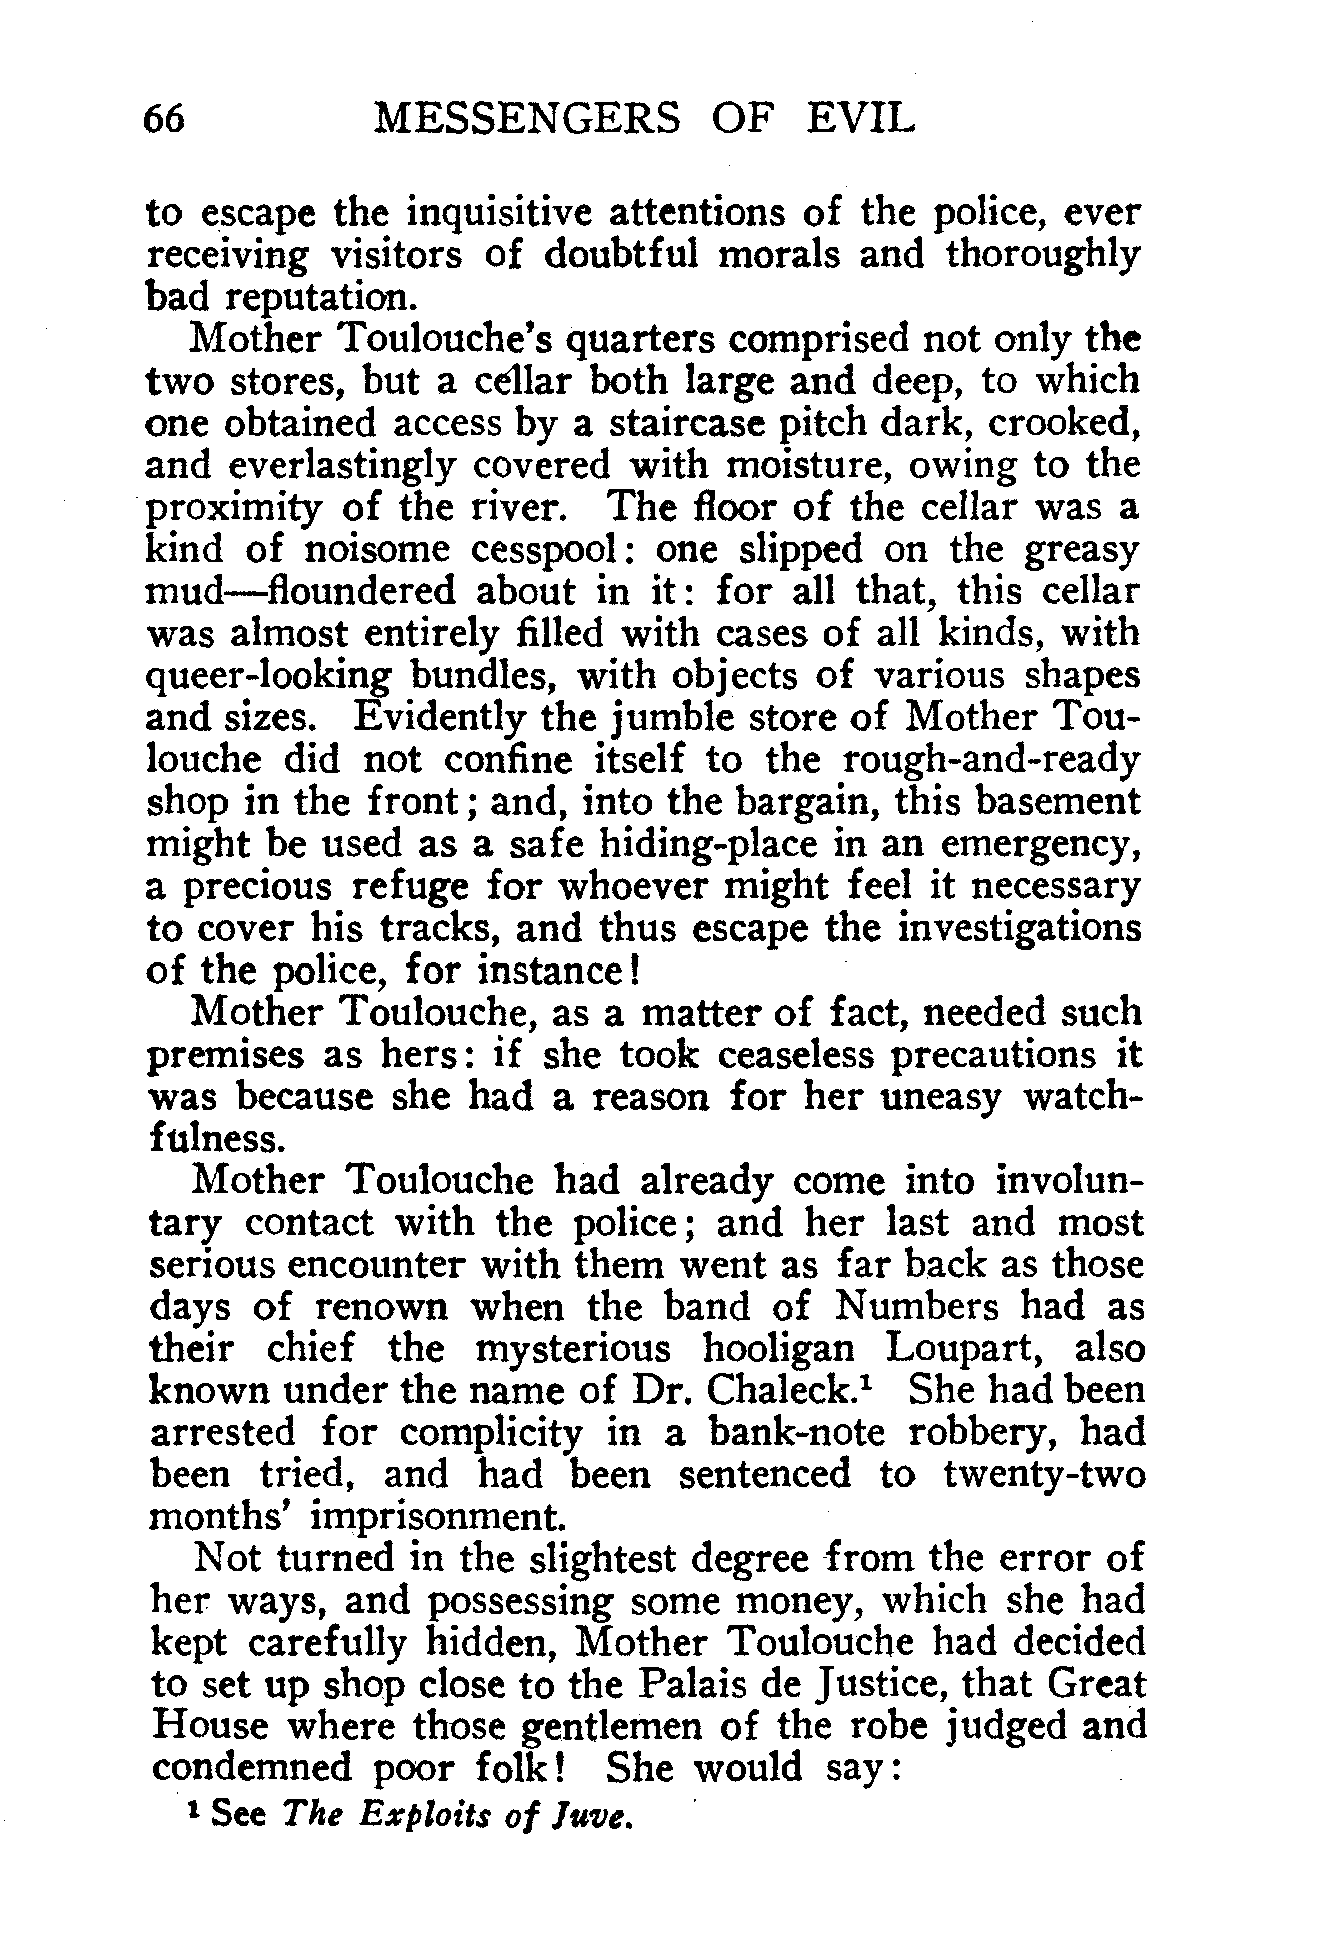 66 MESSENGERS OF EVIL
to escape the inquisitive attentions of the police, ever
receiving visitors of doubtful morals and thoroughly
bad reputation.
Mother Toulouche's quarters comprised not only the
two stores, but a cellar both large and deep, to which
one obtained access by a staircase pitch dark, crooked,
and everlastingly covered with moisture, owing to the
proximity of the river. The floor of the cellar was a
kind of noisome cesspool: one slipped on the greasy
mud—floundered about in it: for all that, this cellar
was almost entirely filled with cases of all kinds, with
queer-looking bundles, with objects of various shapes
and sizes. Evidently the jumble store of Mother Tou-
louche did not confine itself to the rough-and-ready
shop in the front; and, into the bargain, this basement
might be used as a safe hiding-place in an emergency,
a precious refuge for whoever might feel it necessary
to cover his tracks, and thus escape the investigations
of the police, for instance!
Mother Toulouche, as a matter of fact, needed such
premises as hers: if she took ceaseless precautions it
was because she had a reason for her uneasy watch-
fulness.
Mother Toulouche had already come into involun-
tary contact with the police; and her last and most
serious encounter with them went as far back as those
days of renown when the band of Numbers had as
their chief the mysterious hooligan Loupart, also
known under the name of Dr. Chaleck.¹ She had been
arrested for complicity in a bank-note robbery, had
been tried, and had been sentenced to twenty-two
months' imprisonment.
Not turned in the slightest degree from the error of
her ways, and possessing some money, which she had
kept carefully hidden, Mother Toulouche had decided
to set up shop close to the Palais de Justice, that Great
House where those gentlemen of the robe judged and
condemned poor folk! She would say:
¹ See The Exploits of Juve.